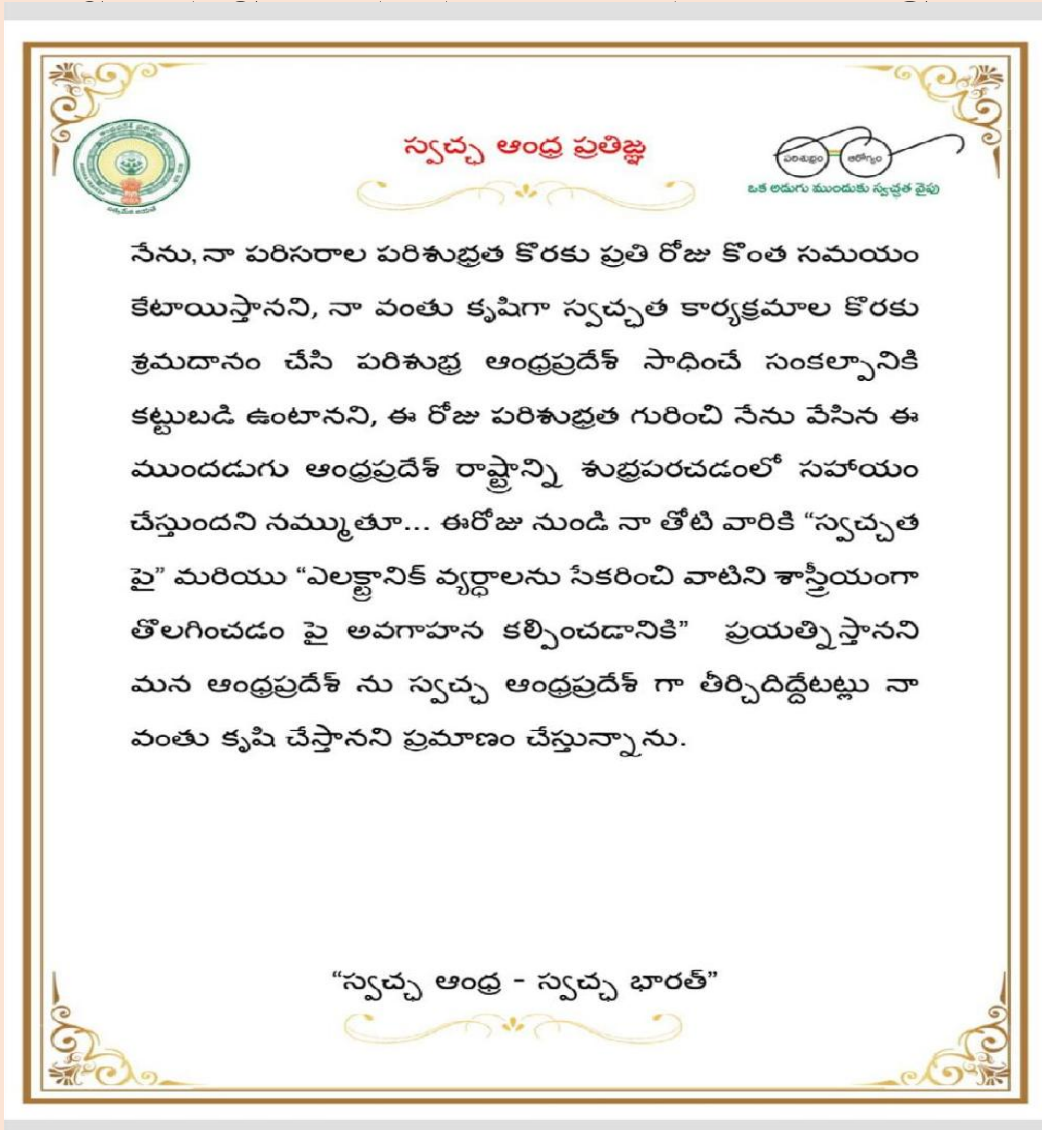 స్వచ్ఛ ఆంధ్ర ప్రతిజ్ఞ
పరిశుభ్రం ఆరోగ్యం
ఒక అడుగు ముందుకు స్వచ్ఛత వైపు
నేను, నా పరిసరాల పరిశుభ్రత కొరకు ప్రతి రోజు కొంత సమయం
కేటాయిస్తానని, నా వంతు కృషిగా స్వచ్ఛత కార్యక్రమాల కొరకు
శ్రమదానం చేసి పరిశుభ్ర ఆంధ్రప్రదేశ్ సాధించే సంకల్పానికి
కట్టుబడి ఉంటానని, ఈ రోజు పరిశుభ్రత గురించి నేను వేసిన ఈ
ముందడుగు ఆంధ్రప్రదేశ్ రాష్ట్రాన్ని శుభ్రపరచడంలో సహాయం
చేస్తుందని నమ్ముతూ... ఈరోజు నుండి నా తోటి వారికి “స్వచ్ఛత
పై” మరియు “ఎలక్ట్రానిక్ వ్యర్థాలను సేకరించి వాటిని శాస్త్రీయంగా
తొలగించడం పై అవగాహన కల్పించడానికి” ప్రయత్నిస్తానని
మన ఆంధ్రప్రదేశ్ ను స్వచ్ఛ ఆంధ్రప్రదేశ్ గా తీర్చిదిద్దేటట్లు నా
వంతు కృషి చేస్తానని ప్రమాణం చేస్తున్నాను.
“స్వచ్ఛ ఆంధ్ర - స్వచ్ఛ భారత్”